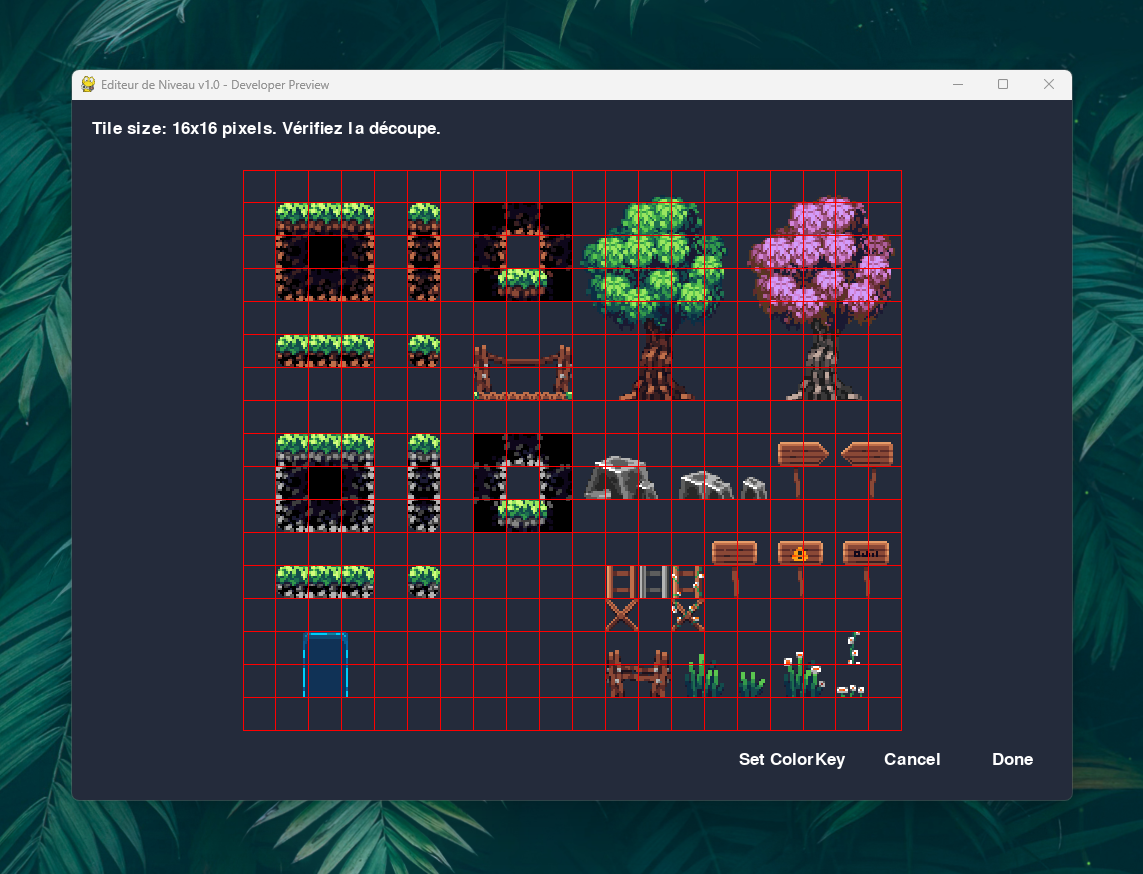 Editeur de Niveau v1.0 - Developer Preview
Tile size: 16x16 pixels. Vérifiez la découpe.
Set ColorKey
Cancel
Done